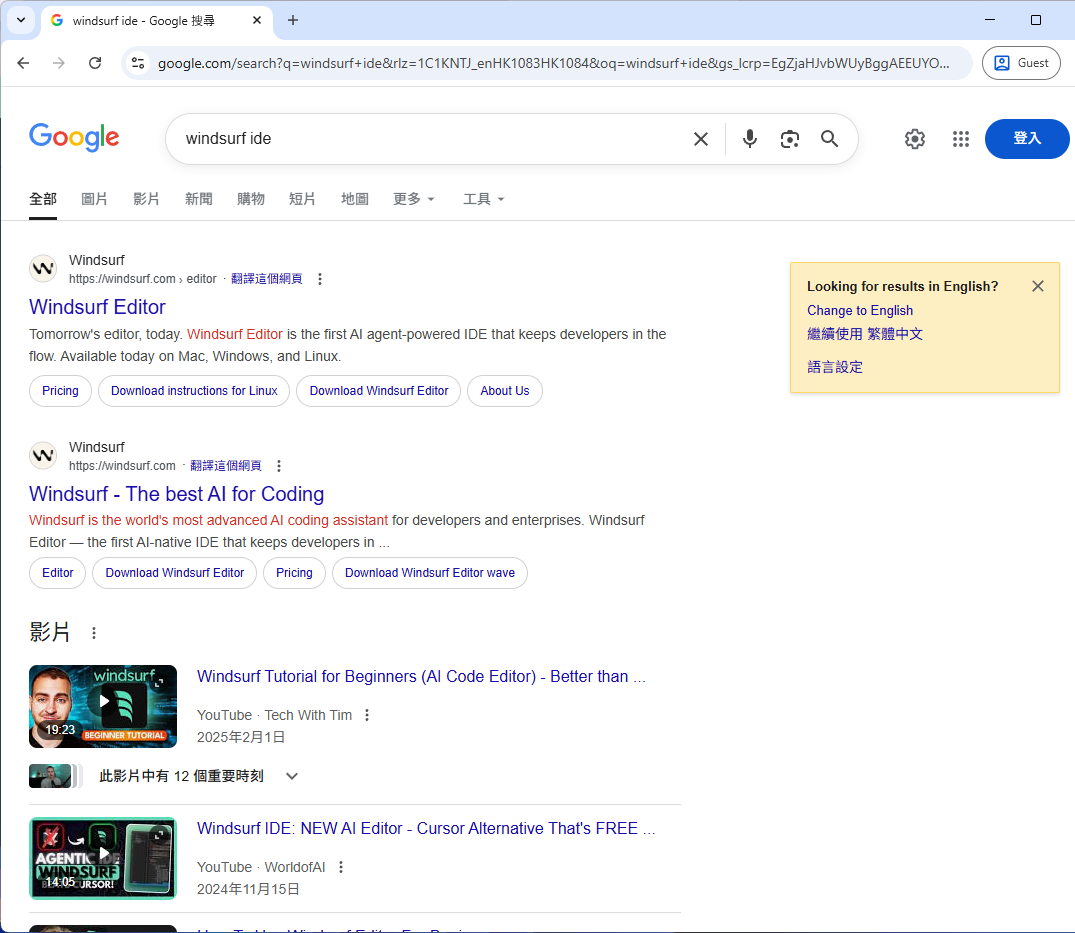 windsurf ide - Google 搜尋
google.com/search?q=windsurf+ide&rlz=1C1KNTJ_enHK1083HK1084&oq=windsurf+ide&gs_lcrp=EgZjaHJvbWUyBggAEEUYO...
Guest
Google
windsurf ide
登入
全部 圖片 影片 新聞 購物 短片 地圖 更多 工具
Windsurf
https://windsurf.com › editor · 翻譯這個網頁
Windsurf Editor
Tomorrow's editor, today. Windsurf Editor is the first AI agent-powered IDE that keeps developers in the
flow. Available today on Mac, Windows, and Linux.
Pricing Download instructions for Linux Download Windsurf Editor About Us
Looking for results in English?
Change to English
繼續使用 繁體中文
語言設定
Windsurf
https://windsurf.com · 翻譯這個網頁
Windsurf - The best AI for Coding
Windsurf is the world's most advanced AI coding assistant for developers and enterprises. Windsurf
Editor — the first AI-native IDE that keeps developers in ...
Editor Download Windsurf Editor Pricing Download Windsurf Editor wave
影片
windsurf
19:23
BEGINNER TUTORIAL
Windsurf Tutorial for Beginners (AI Code Editor) - Better than ...
YouTube · Tech With Tim
2025年2月1日
此影片中有 12 個重要時刻
AGENTIC IDE
WINDSURF
CURSOR!
14:05
Windsurf IDE: NEW AI Editor - Cursor Alternative That's FREE ...
YouTube · WorldofAI
2024年11月15日